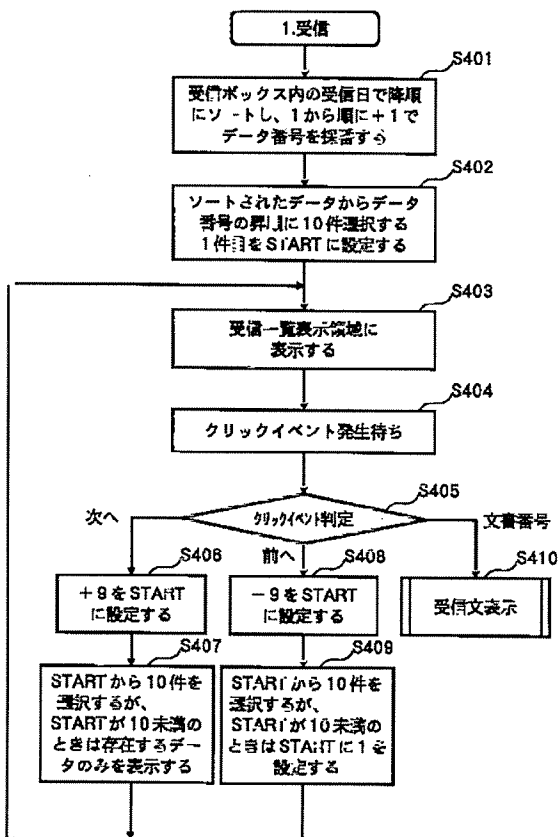 1.受信
S401
受信ボックス内の受信日で降順
にソートし、1から順に+1で
データ番号を採番する
S402
ソートされたデータからデータ
番号の昇順に10件選択する
1件目をSTARTに設定する
S403
受信一覧表示領域に
表示する
S404
クリックイベント発生待ち
S405
クリックイベント判定
次へ
前へ
文書番号
S406
+9をSTART
に設定する
S408
-9をSTART
に設定する
S410
受信文表示
S407
STARTから10件を
選択するが、
STARTが10未満の
ときは存在するデー
タのみを表示する
S409
STARTから10件を
選択するが、
STARTが10未満の
ときはSTARTに1を
設定する